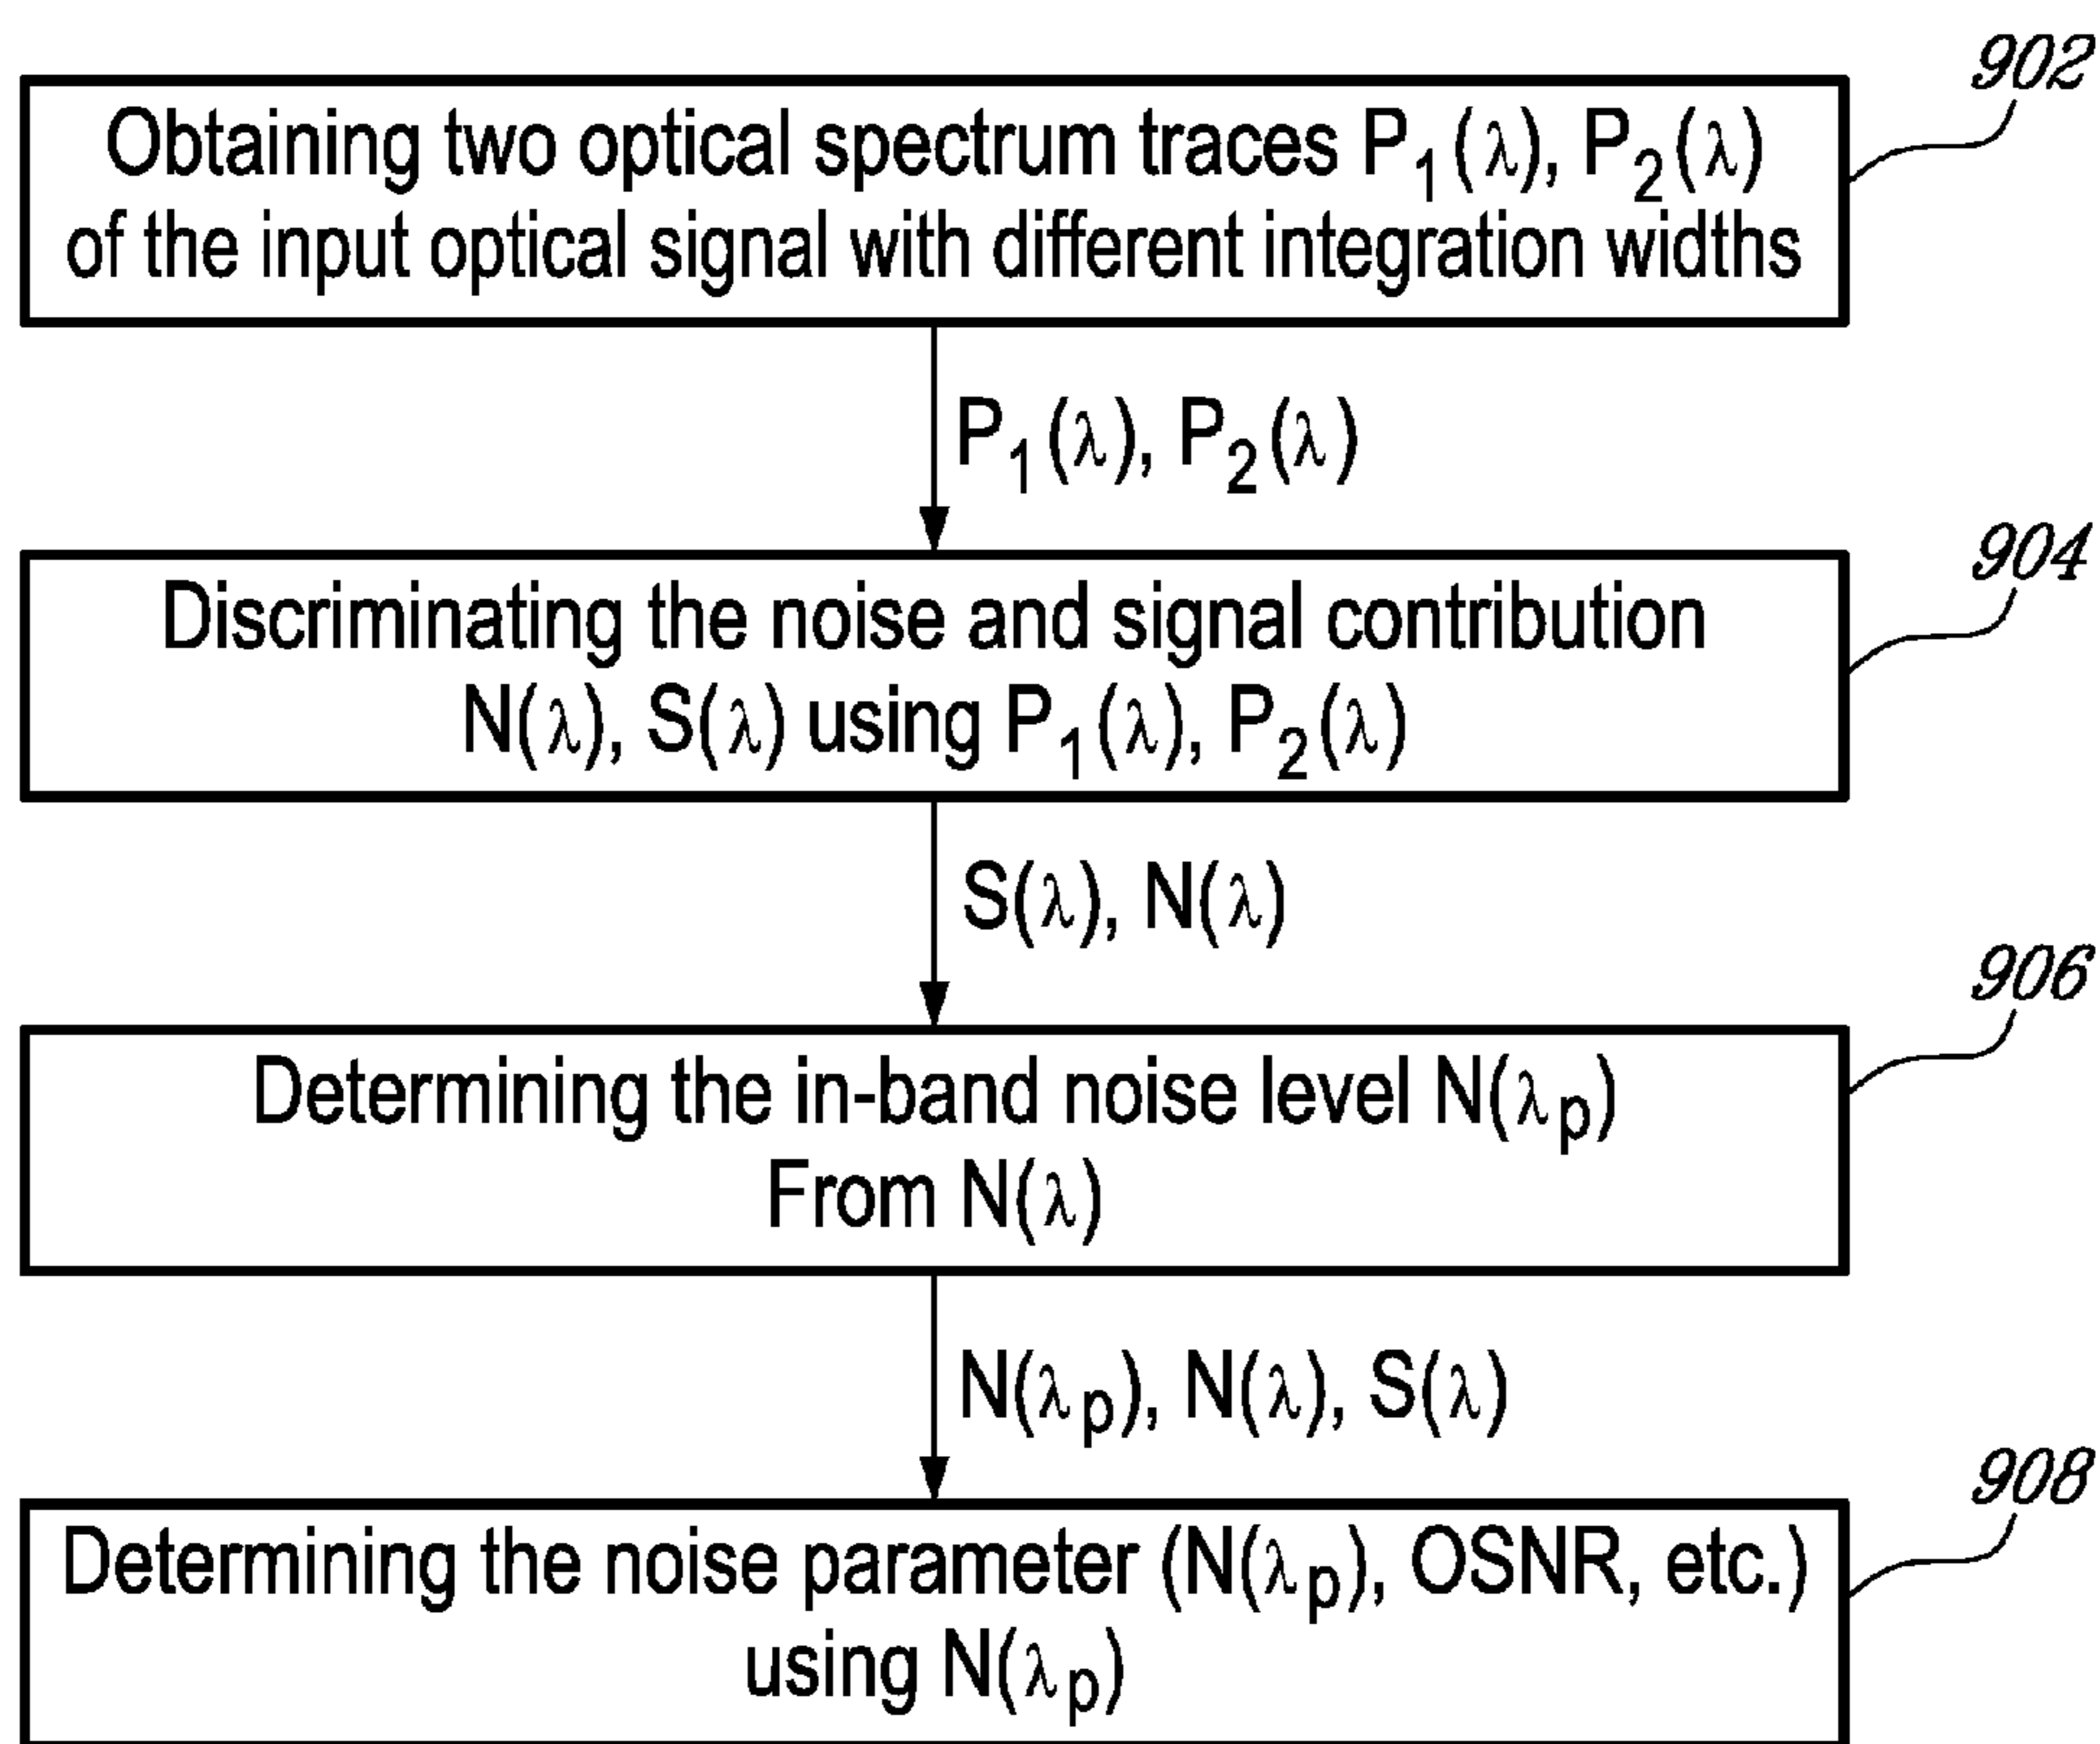 902
Obtaining two optical spectrum traces P₁(λ), P₂(λ)
of the input optical signal with different integration widths
P₁(λ), P₂(λ)
904
Discriminating the noise and signal contribution
N(λ), S(λ) using P₁(λ), P₂(λ)
S(λ), N(λ)
906
Determining the in-band noise level N(λₚ)
From N(λ)
N(λₚ), N(λ), S(λ)
908
Determining the noise parameter (N(λₚ), OSNR, etc.)
using N(λₚ)